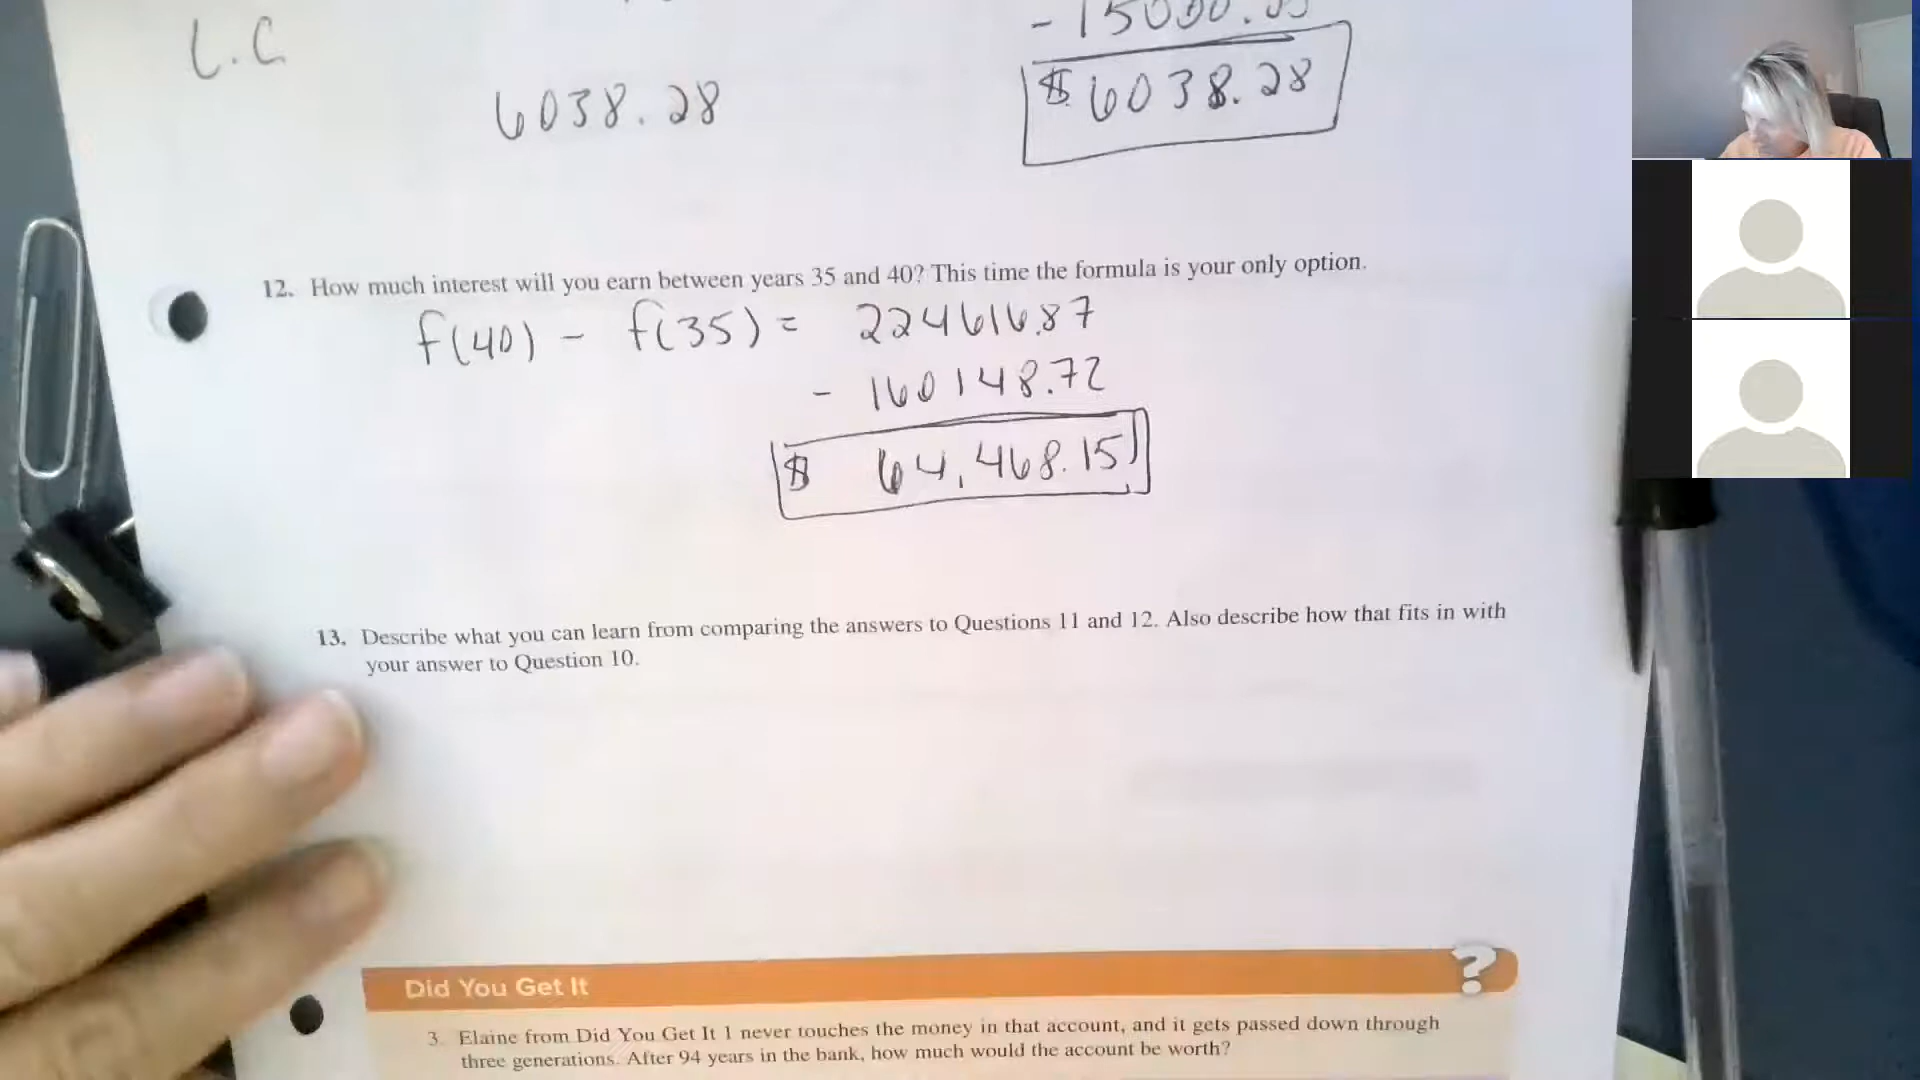 - 15000.
L.C
$ 6038.28
6038.28
12. How much interest will you earn between years 35 and 40? This time the formula is your only option.
f(40) - f(35) = 224616.87
- 160148.72
$ 64,468.15
13. Describe what you can learn from comparing the answers to Questions 11 and 12. Also describe how that fits in with
your answer to Question 10.
Did You Get It ?
3. Elaine from Did You Get It 1 never touches the money in that account, and it gets passed down through
three generations. After 94 years in the bank, how much would the account be worth?